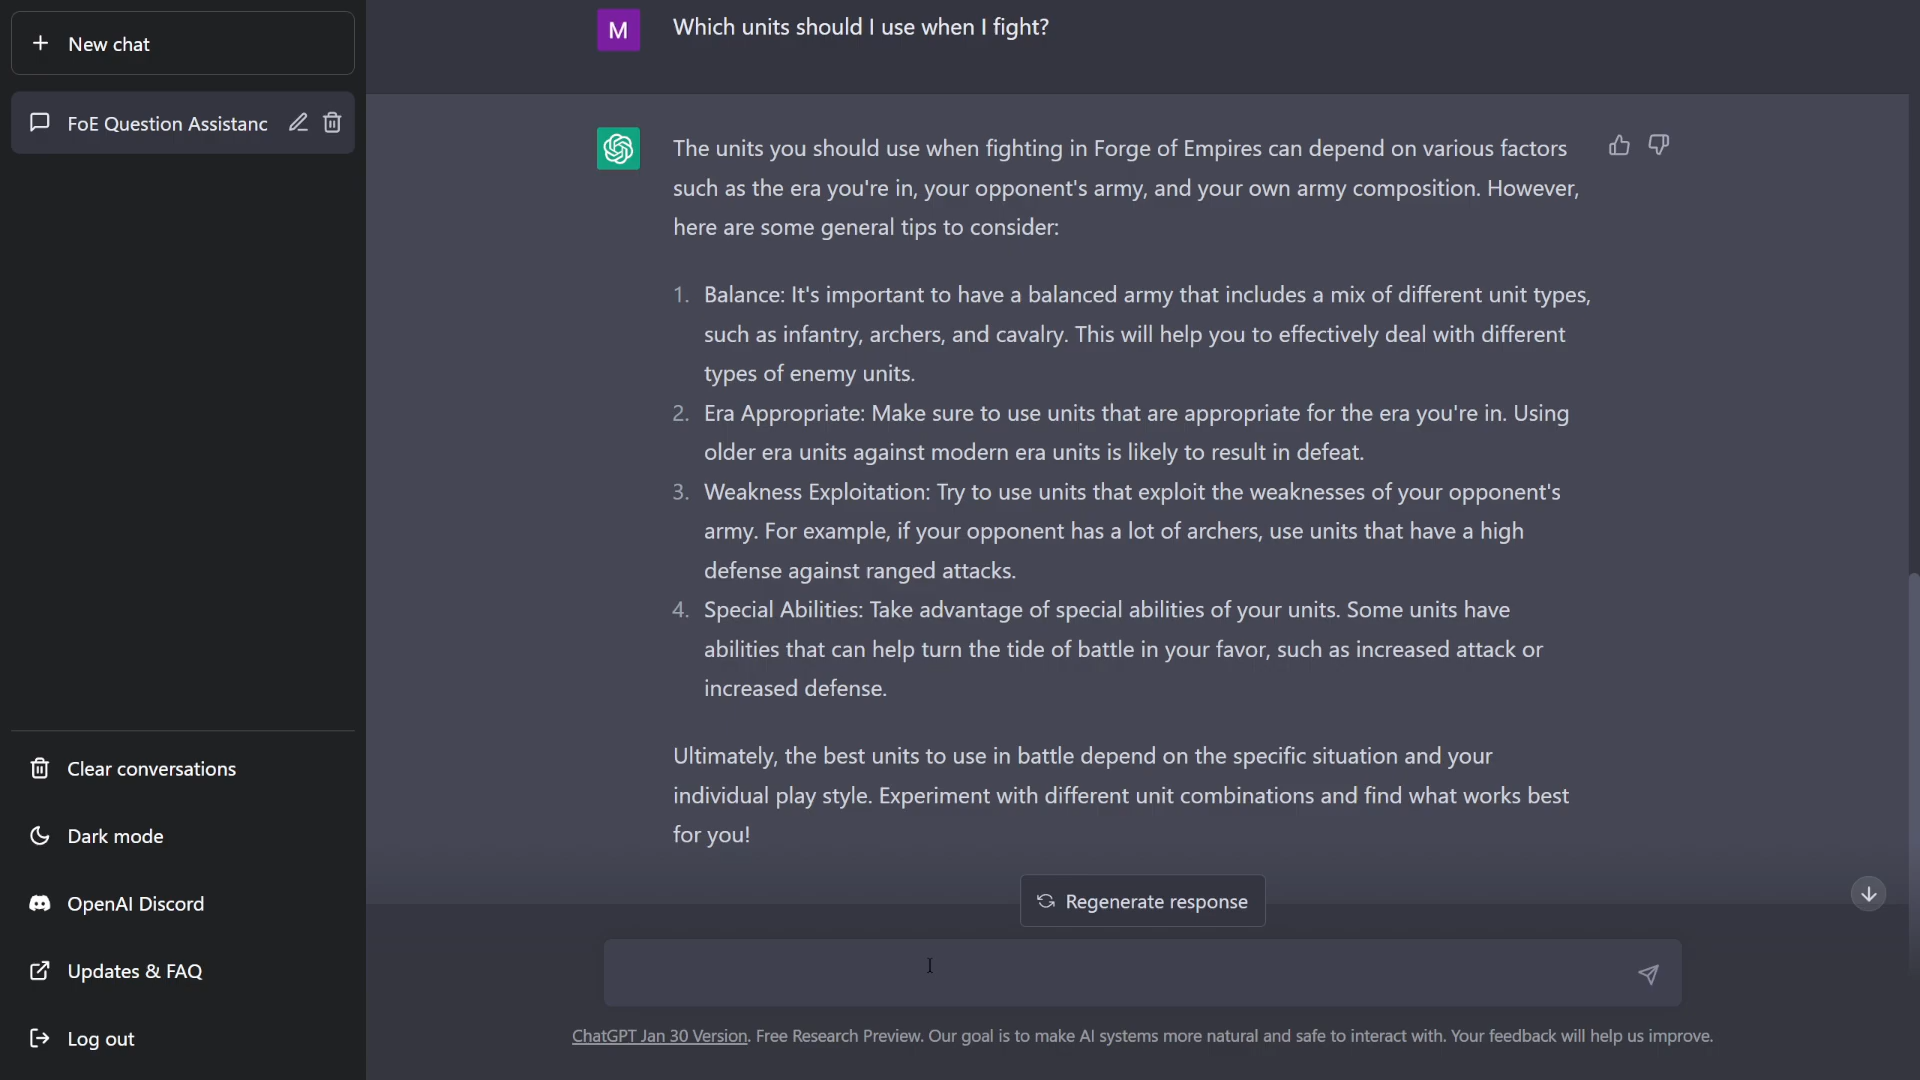 New chat
FoE Question Assistanc
Clear conversations
Dark mode
OpenAI Discord
Updates & FAQ
Log out
M
Which units should I use when I fight?
The units you should use when fighting in Forge of Empires can depend on various factors
such as the era you're in, your opponent's army, and your own army composition. However,
here are some general tips to consider:
1. Balance: It's important to have a balanced army that includes a mix of different unit types,
such as infantry, archers, and cavalry. This will help you to effectively deal with different
types of enemy units.
2. Era Appropriate: Make sure to use units that are appropriate for the era you're in. Using
older era units against modern era units is likely to result in defeat.
3. Weakness Exploitation: Try to use units that exploit the weaknesses of your opponent's
army. For example, if your opponent has a lot of archers, use units that have a high
defense against ranged attacks.
4. Special Abilities: Take advantage of special abilities of your units. Some units have
abilities that can help turn the tide of battle in your favor, such as increased attack or
increased defense.
Ultimately, the best units to use in battle depend on the specific situation and your
individual play style. Experiment with different unit combinations and find what works best
for you!
Regenerate response
ChatGPT Jan 30 Version. Free Research Preview. Our goal is to make AI systems more natural and safe to interact with. Your feedback will help us improve.